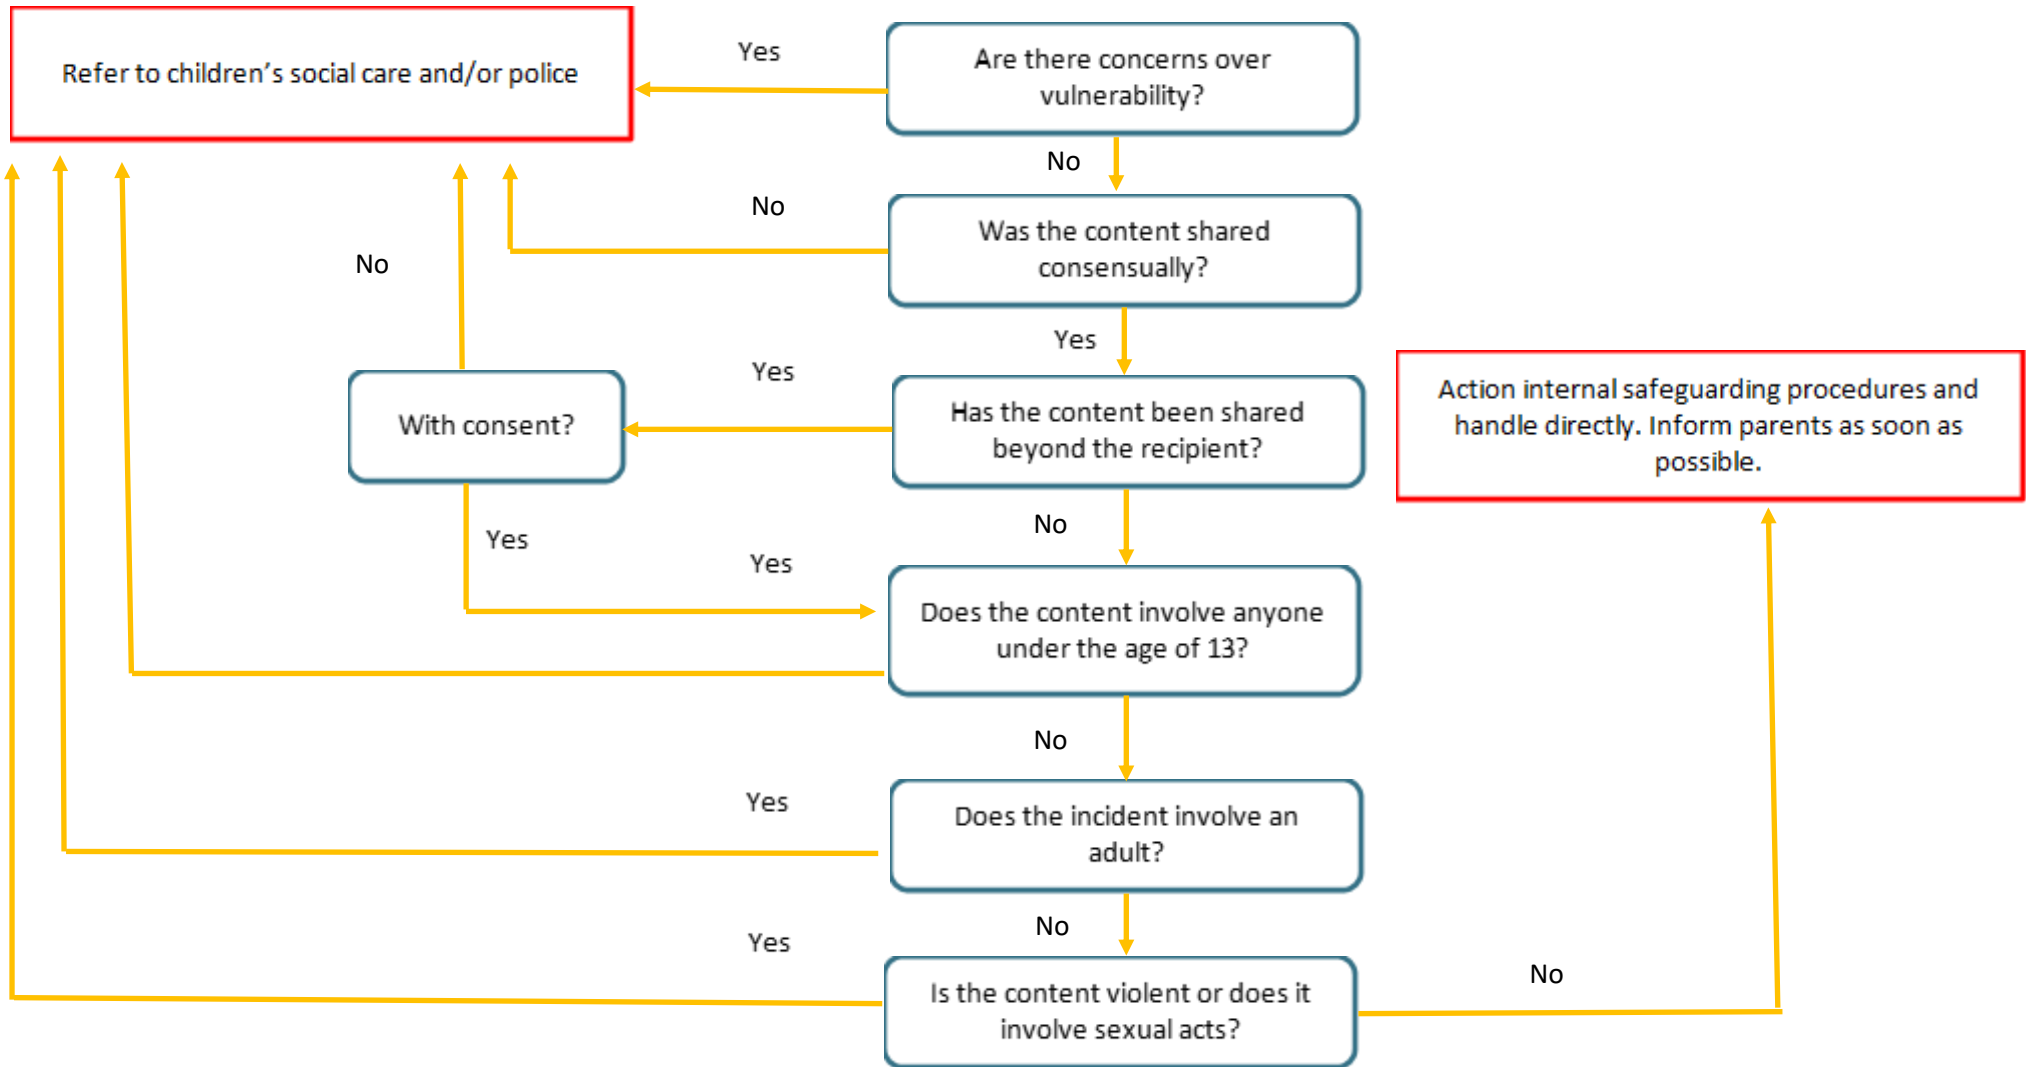 Refer to children’s social care and/or police
Yes
Are there concerns over
vulnerability?
No
No
Was the content shared
consensually?
No
Yes
Yes
With consent?
Has the content been shared
beyond the recipient?
Action internal safeguarding procedures and
handle directly. Inform parents as soon as
possible.
No
Yes
Yes
Does the content involve anyone
under the age of 13?
No
Yes
Does the incident involve an
adult?
No
Yes
Is the content violent or does it
involve sexual acts?
No